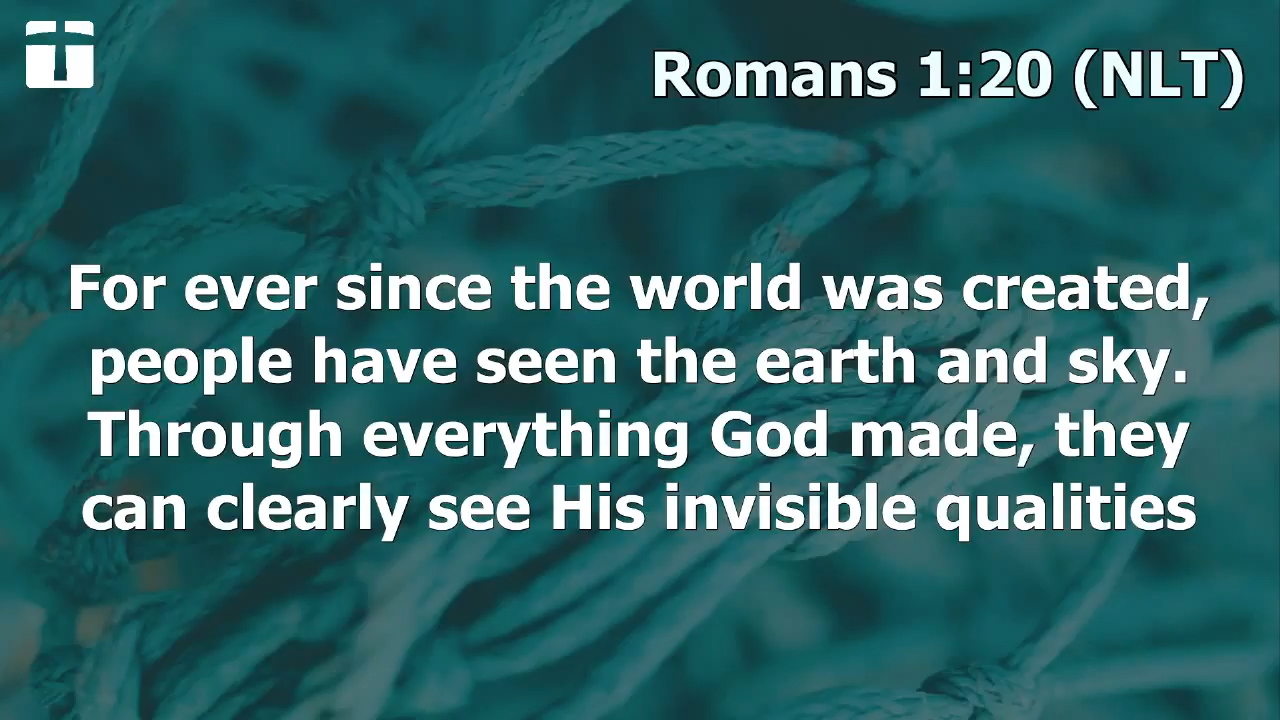 Romans 1:20 (NLT)
For ever since the world was created,
people have seen the earth and sky.
Through everything God made, they
can clearly see His invisible qualities